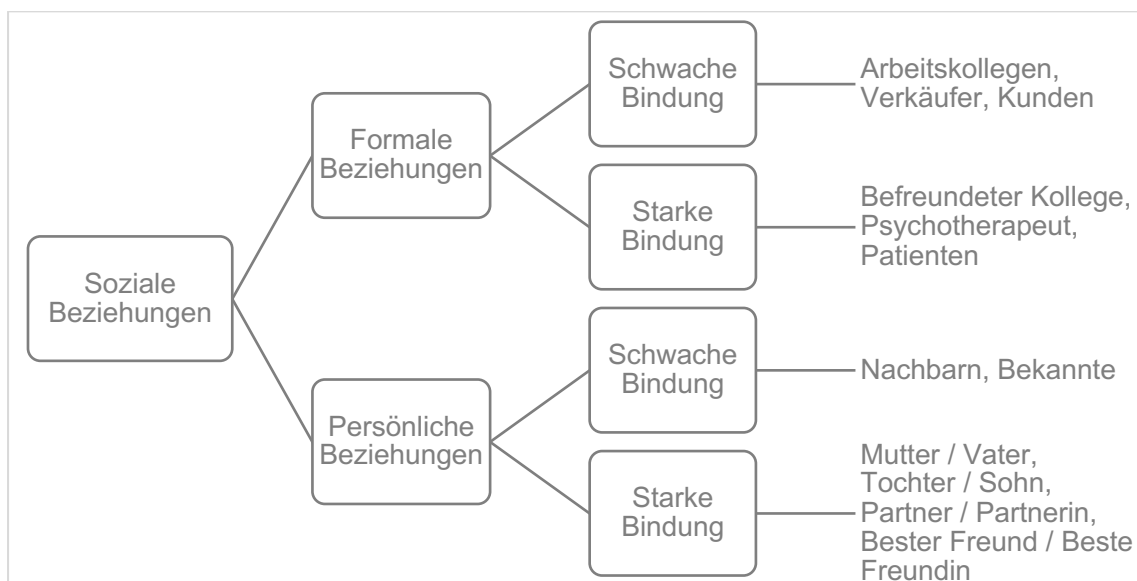 Soziale
Beziehungen
Formale
Beziehungen
Schwache
Bindung
Arbeitskollegen,
Verkäufer, Kunden
Starke
Bindung
Befreundeter Kollege,
Psychotherapeut,
Patienten
Persönliche
Beziehungen
Schwache
Bindung
Nachbarn, Bekannte
Starke
Bindung
Mutter / Vater,
Tochter / Sohn,
Partner / Partnerin,
Bester Freund / Beste
Freundin